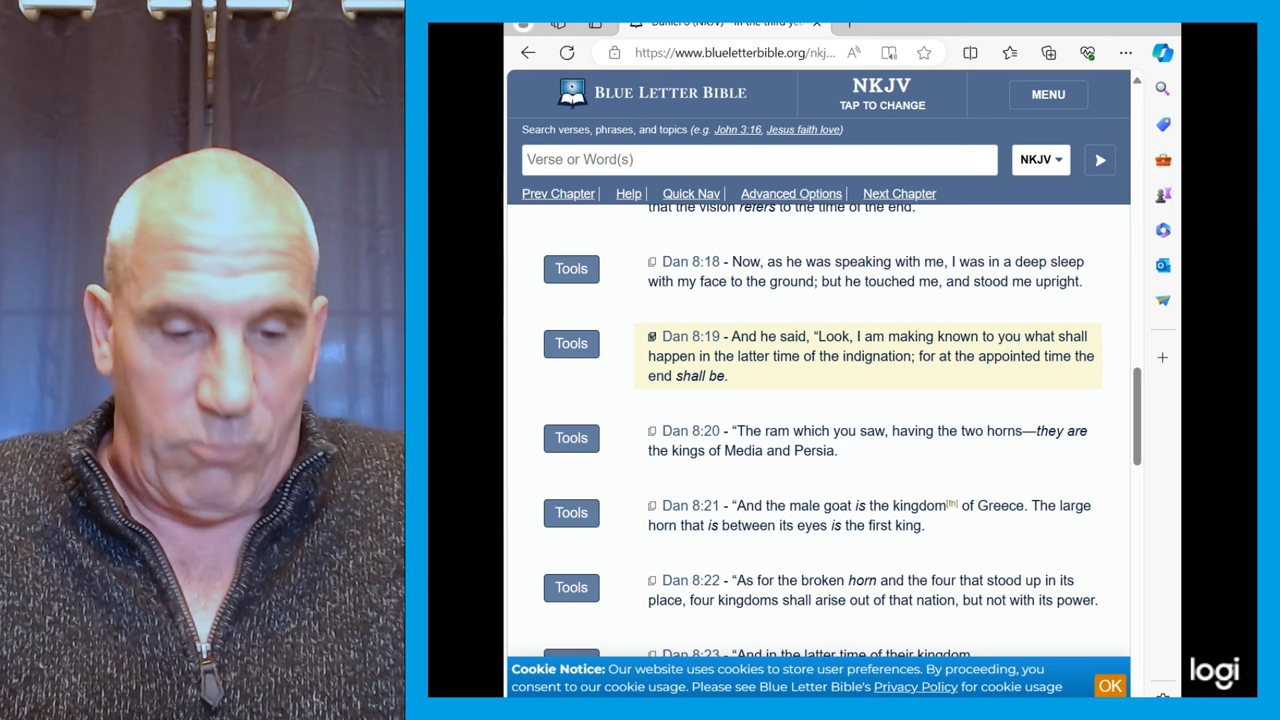 Daniel 8 (NKJV) - In the third ye
https://www.blueletterbible.org/nkj...
BLUE LETTER BIBLE
NKJV
TAP TO CHANGE
MENU
Search verses, phrases, and topics (e.g. John 3:16, Jesus faith love)
Verse or Word(s)
NKJV
Prev Chapter | Help | Quick Nav | Advanced Options | Next Chapter
that the vision refers to the time of the end.
Tools
Dan 8:18 - Now, as he was speaking with me, I was in a deep sleep
with my face to the ground; but he touched me, and stood me upright.
Tools
Dan 8:19 - And he said, “Look, I am making known to you what shall
happen in the latter time of the indignation; for at the appointed time the
end shall be.
Tools
Dan 8:20 - “The ram which you saw, having the two horns—they are
the kings of Media and Persia.
Tools
Dan 8:21 - “And the male goat is the kingdom[fn] of Greece. The large
horn that is between its eyes is the first king.
Tools
Dan 8:22 - “As for the broken horn and the four that stood up in its
place, four kingdoms shall arise out of that nation, but not with its power.
Dan 8:23 - “And in the latter time of their kingdom,
Cookie Notice: Our website uses cookies to store user preferences. By proceeding, you
consent to our cookie usage. Please see Blue Letter Bible's Privacy Policy for cookie usage
OK
logi